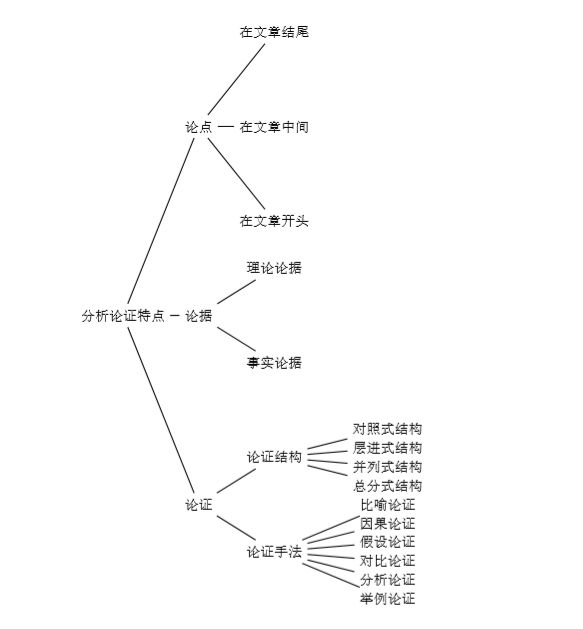 在文章结尾
论点
在文章中间
在文章开头
理论论据
分析论证特点
论据
事实论据
对照式结构
层进式结构
论证结构
并列式结构
总分式结构
论证
比喻论证
因果论证
假设论证
论证手法
对比论证
分析论证
举例论证